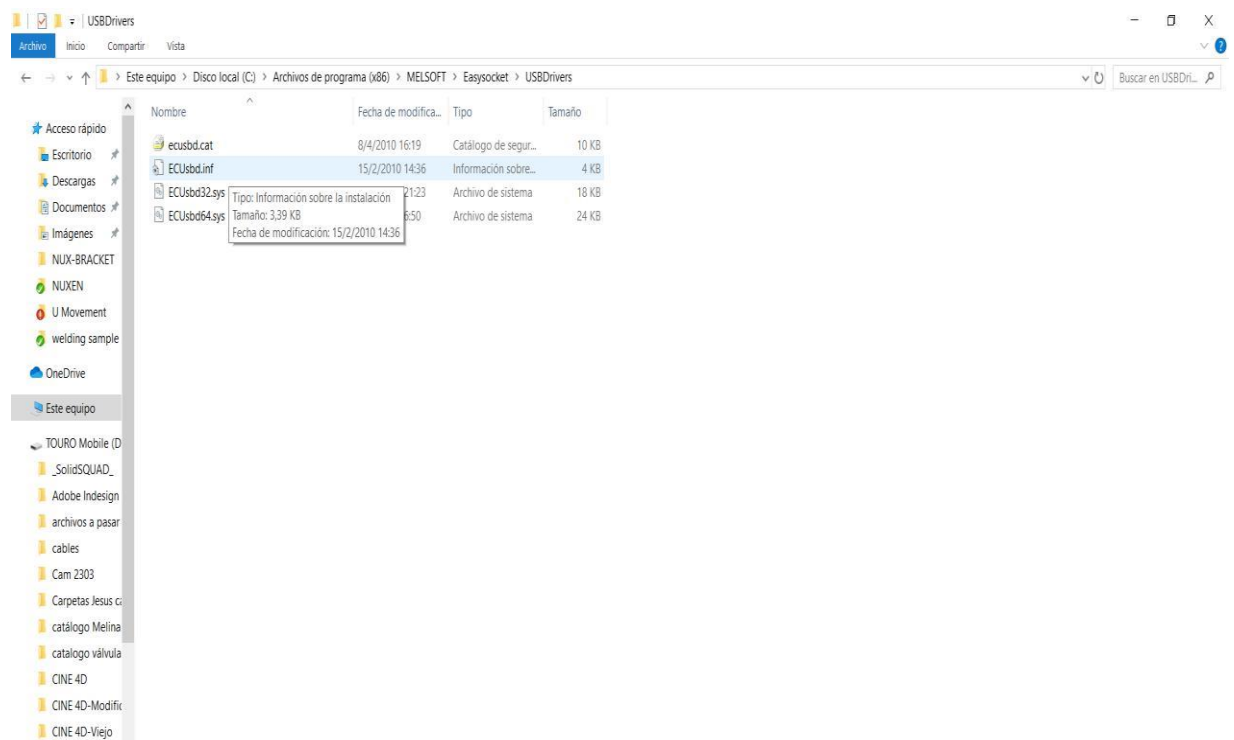 USBDrivers
Archivo Inicio Compartir Vista
Este equipo > Disco local (C:) > Archivos de programa (x86) > MELSOFT > Easysocket > USBDrivers
Buscar en USBDri...
Nombre Fecha de modifica... Tipo Tamaño
ecusbd.cat 8/4/2010 16:19 Catálogo de segur... 10 KB
ECUsbd.inf 15/2/2010 14:36 Información sobre... 4 KB
ECUsbd32.sys 21:23 Archivo de sistema 18 KB
ECUsbd64.sys 5:50 Archivo de sistema 24 KB
Tipo: Información sobre la instalación
Tamaño: 3,39 KB
Fecha de modificación: 15/2/2010 14:36
Acceso rápido
Escritorio
Descargas
Documentos
Imágenes
NUX-BRACKET
NUXEN
U Movement
welding sample
OneDrive
Este equipo
TOURO Mobile (D
_SolidSQUAD_
Adobe Indesign
archivos a pasar
cables
Cam 2303
Carpetas Jesus ca
catálogo Melina
catalogo válvula
CINE 4D
CINE 4D-Modific
CINE 4D-Viejo